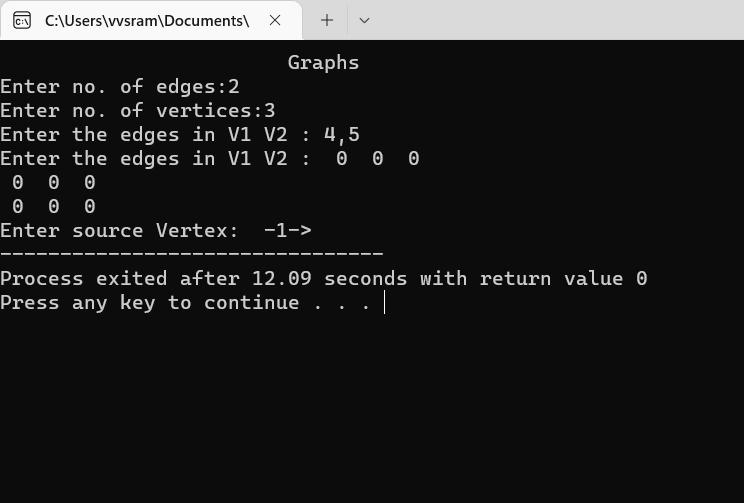 C:\Users\vvsram\Documents\
Graphs
Enter no. of edges:2
Enter no. of vertices:3
Enter the edges in V1 V2 : 4,5
Enter the edges in V1 V2 :  0  0  0
0  0  0
0  0  0
Enter source Vertex:  -1->
--------------------------------
Process exited after 12.09 seconds with return value 0
Press any key to continue . . .